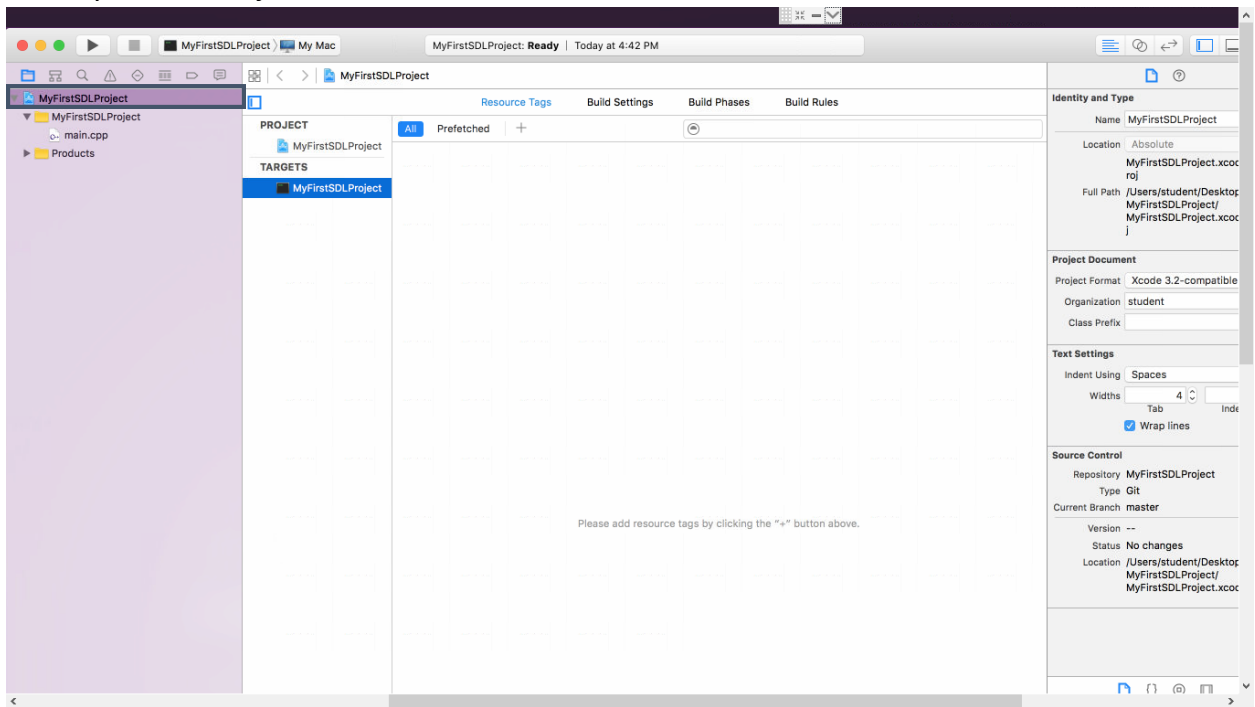 MyFirstSDLProject
My Mac
MyFirstSDLProject: Ready | Today at 4:42 PM
MyFirstSDLProject
MyFirstSDLProject
MyFirstSDLProject
main.cpp
Products
Resource Tags
Build Settings
Build Phases
Build Rules
PROJECT
MyFirstSDLProject
TARGETS
MyFirstSDLProject
All
Prefetched
Please add resource tags by clicking the "+" button above.
Identity and Type
Name MyFirstSDLProject
Location Absolute
MyFirstSDLProject.xcod
roj
Full Path /Users/student/Desktop
MyFirstSDLProject/
MyFirstSDLProject.xcod
j
Project Document
Project Format Xcode 3.2-compatible
Organization student
Class Prefix
Text Settings
Indent Using Spaces
Widths 4
Tab Inde
Wrap lines
Source Control
Repository MyFirstSDLProject
Type Git
Current Branch master
Version --
Status No changes
Location /Users/student/Desktop
MyFirstSDLProject/
MyFirstSDLProject.xcod